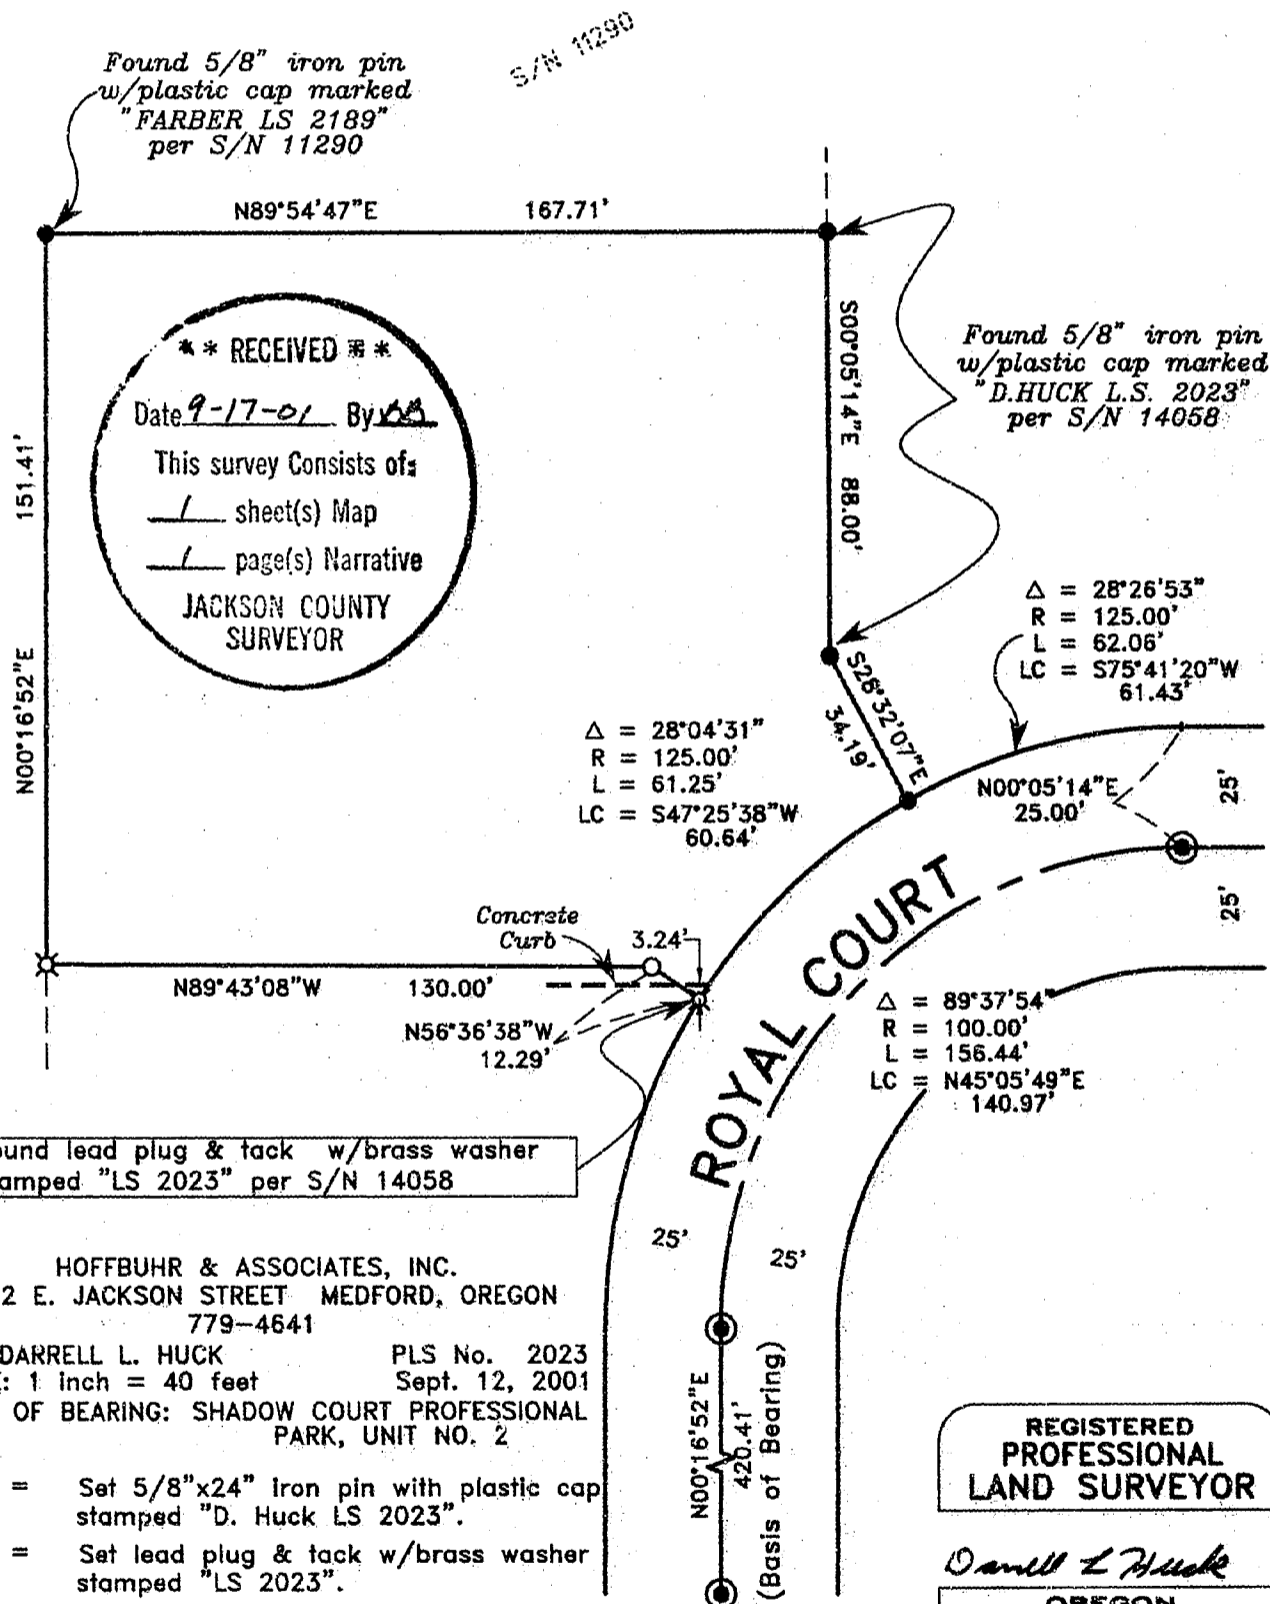 S/N 11290
Found 5/8" iron pin
w/plastic cap marked
"FARBER LS 2189"
per S/N 11290
N89°54'47"E 167.71'
* * RECEIVED * *
Date 9-17-01 By
This survey Consists of:
1 sheet(s) Map
1 page(s) Narrative
JACKSON COUNTY
SURVEYOR
151.41'
N00°16'52"E
S00°05'14"E 88.00'
Found 5/8" iron pin
w/plastic cap marked
"D.HUCK L.S. 2023"
per S/N 14058
Δ = 28°26'53"
R = 125.00'
L = 62.06'
LC = S75°41'20"W
61.43'
S28°32'07"E
34.19'
Δ = 28°04'31"
R = 125.00'
L = 61.25'
LC = S47°25'38"W
60.64'
N00°05'14"E
25.00'
25'
25'
Concrete
Curb
3.24'
N89°43'08"W 130.00'
N56°36'38"W
12.29'
ROYAL COURT
Δ = 89°37'54"
R = 100.00'
L = 156.44'
LC = N45°05'49"E
140.97'
ound lead plug & tack w/brass washer
amped "LS 2023" per S/N 14058
25'
25'
HOFFBUHR & ASSOCIATES, INC.
2 E. JACKSON STREET MEDFORD, OREGON
779-4641
DARRELL L. HUCK PLS No. 2023
: 1 inch = 40 feet Sept. 12, 2001
OF BEARING: SHADOW COURT PROFESSIONAL
PARK, UNIT NO. 2
= Set 5/8"x24" iron pin with plastic cap
stamped "D. Huck LS 2023".
= Set lead plug & tack w/brass washer
stamped "LS 2023".
N00°16'52"E
420.41'
(Basis of Bearing)
REGISTERED
PROFESSIONAL
LAND SURVEYOR
Darrell L Huck
OREGON